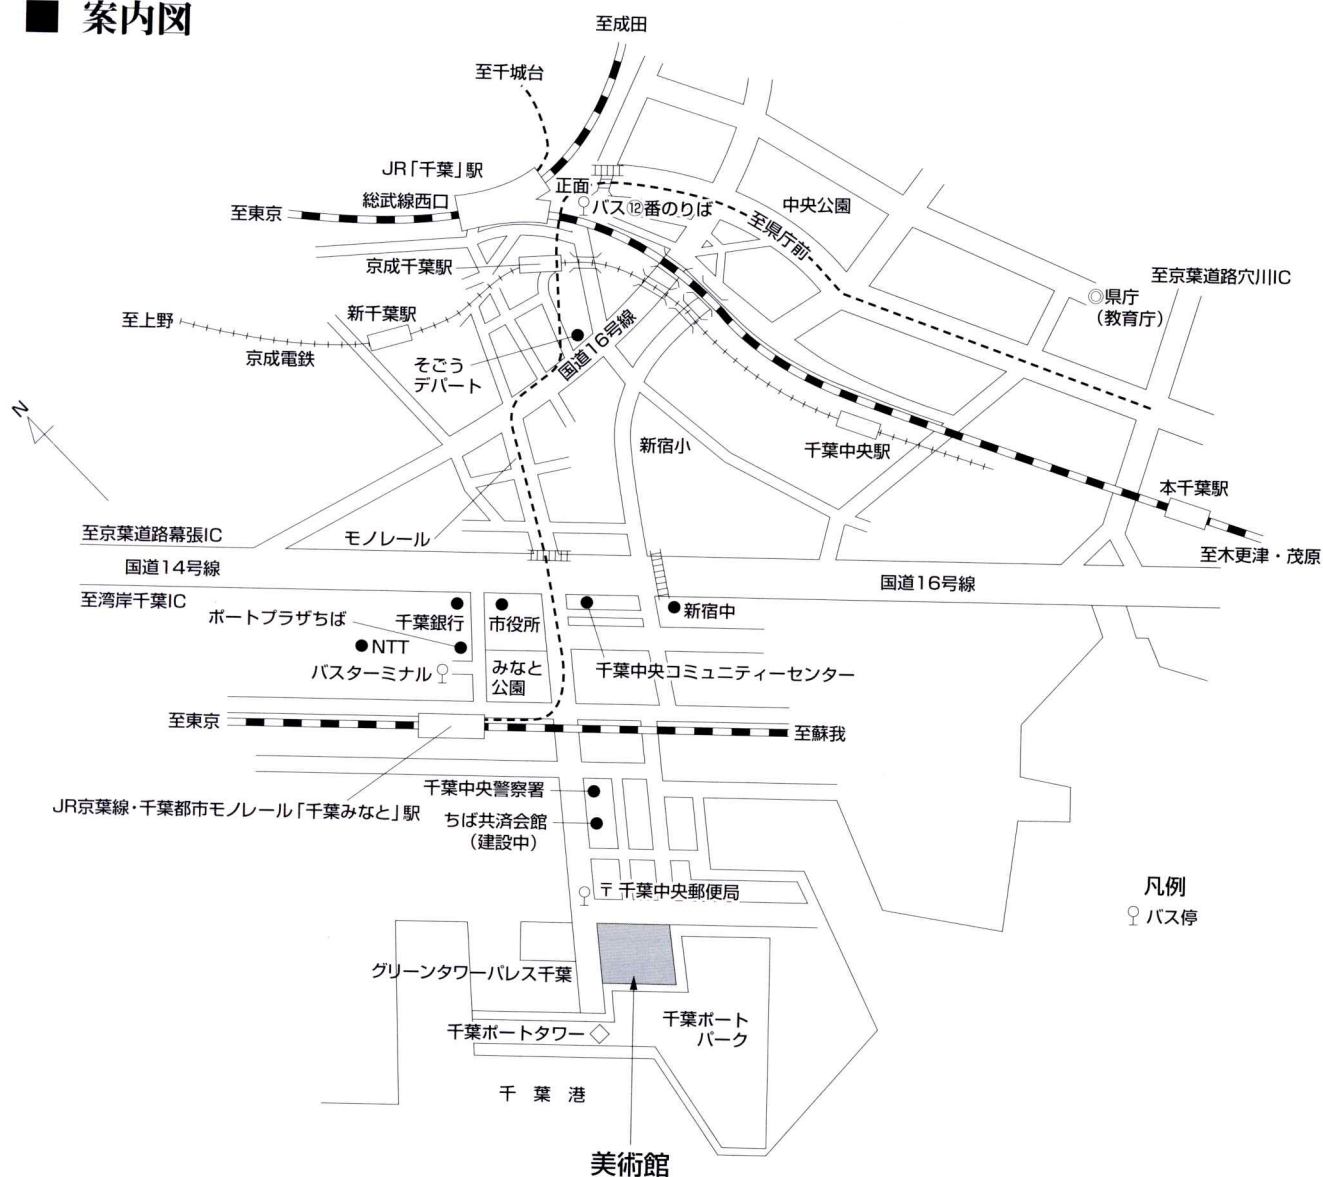 ■ 案内図
至成田
至千城台
JR「千葉」駅
正面
総武線西口
至東京
バス⑫番のりば
中央公園
至県庁前
京成千葉駅
至京葉道路穴川IC
◎県庁
（教育庁）
新千葉駅
至上野
京成電鉄
国道16号線
そごう
デパート
N
新宿小
千葉中央駅
本千葉駅
至京葉道路幕張IC
モノレール
至木更津・茂原
国道14号線
国道16号線
至湾岸千葉IC
ポートプラザちば
千葉銀行
市役所
新宿中
NTT
バスターミナル
みなと
公園
千葉中央コミュニティーセンター
至東京
至蘇我
JR京葉線・千葉都市モノレール「千葉みなと」駅
千葉中央警察署
ちば共済会館
（建設中）
〒千葉中央郵便局
凡例
バス停
グリーンタワーパレス千葉
千葉ポートタワー
千葉ポート
パーク
千葉港
美術館